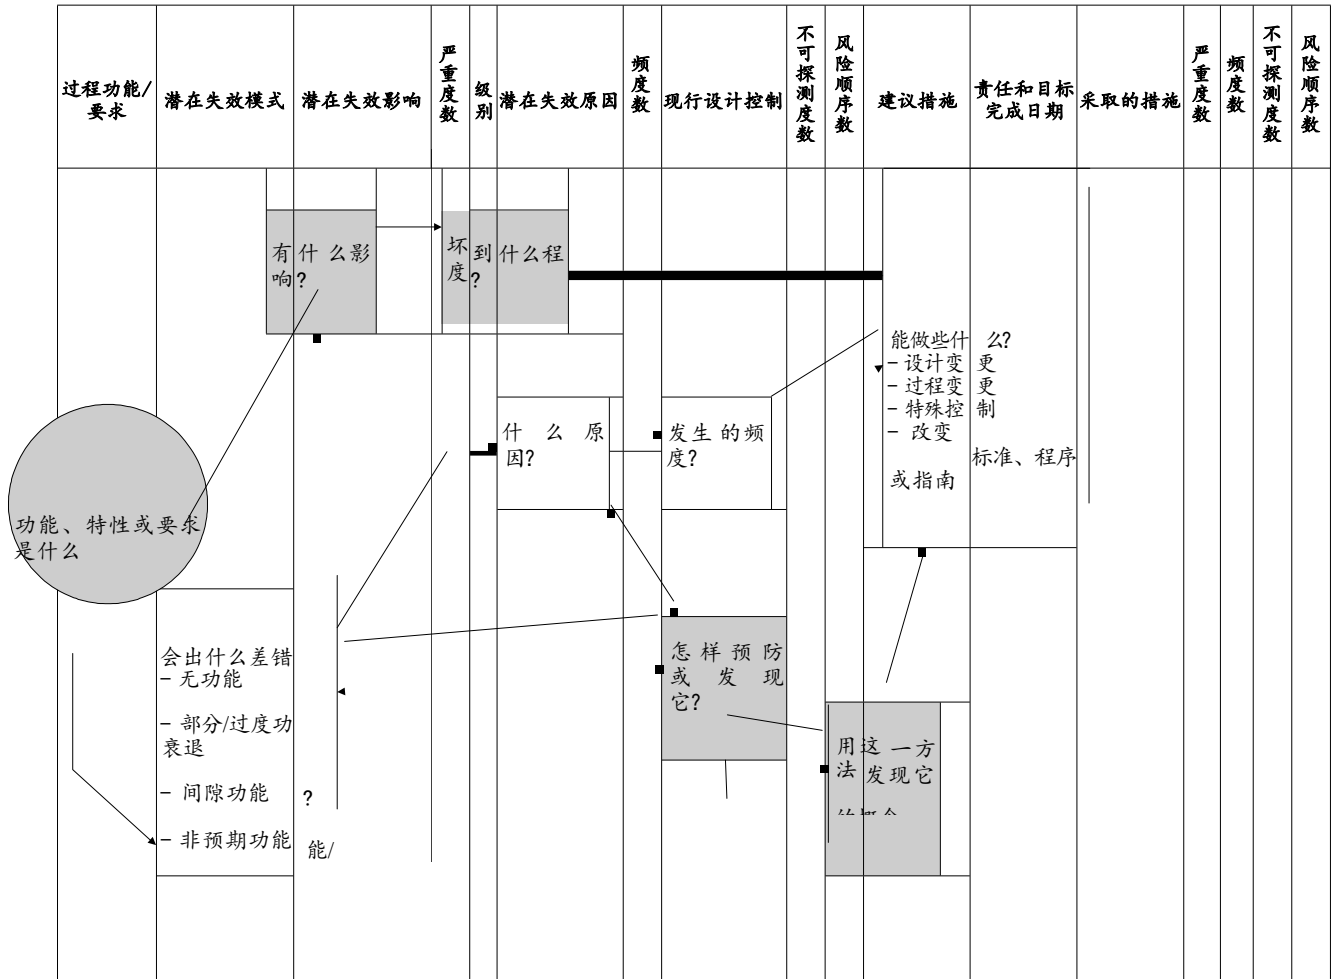 过程功能/
要求
潜在失效模式
潜在失效影响
严重度数
级别
潜在失效原因
频度数
现行设计控制
不可探测度数
风险顺序数
建议措施
责任和目标
完成日期
采取的措施
严重度数
频度数
不可探测度数
风险顺序数
有什么影
响?
坏到什么程
度?
能做些什么?
- 设计变更
- 过程变更
- 特殊控制
- 改变
标准、程序
或指南
什么原
因?
发生的频
度?
功能、特性或要求
是什么
会出什么差错
- 无功能
- 部分/过度功
衰退
- 间隙功能
?
- 非预期功能
能/
怎样预防
或发现
它?
用这一方
法发现它